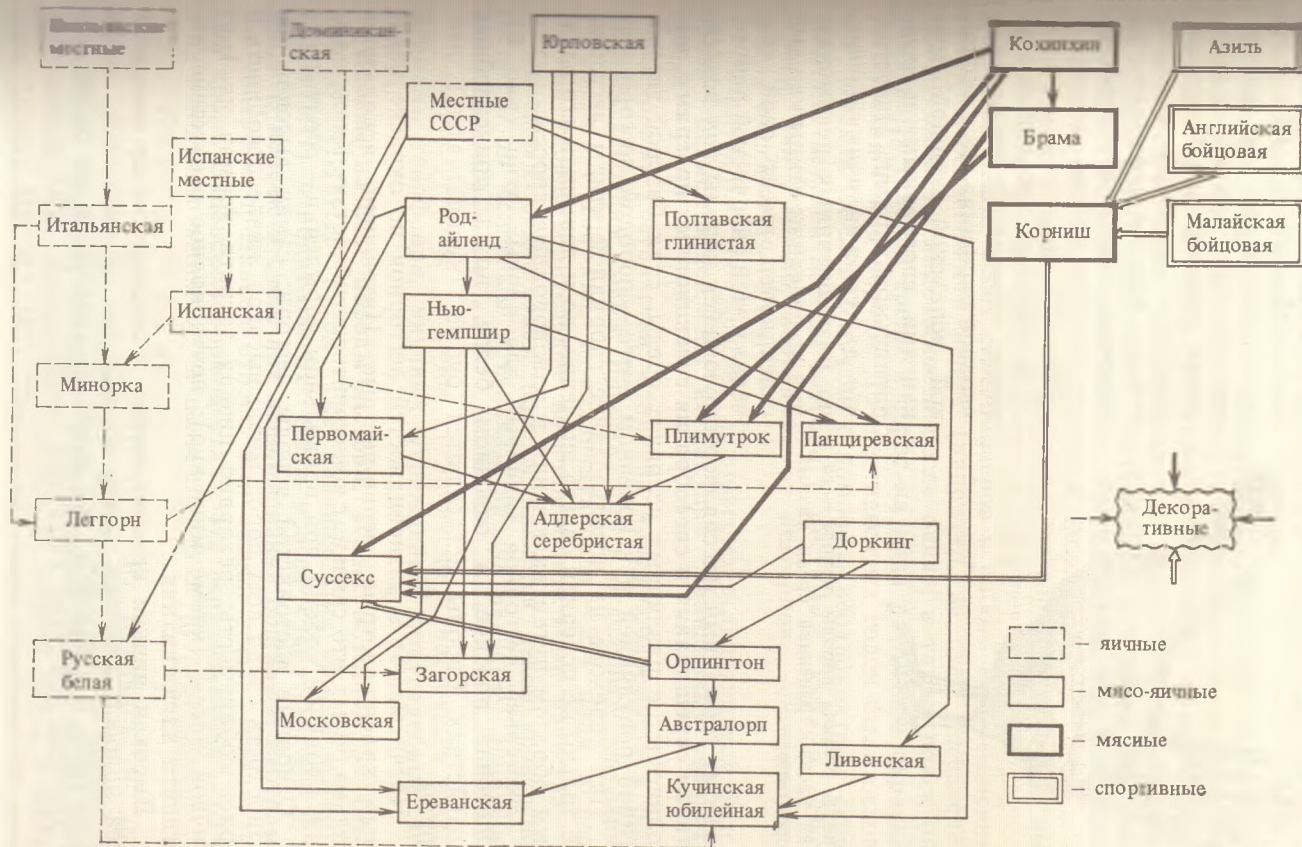 местные
Доминикан-
ская
Юрловская
Кохинхин
Азиль
Местные
СССР
Брама
Английская
бойцовая
Испанские
местные
Итальянская
Род-
айленд
Полтавская
глинистая
Корниш
Малайская
бойцовая
Испанская
Нью-
гемпшир
Минорка
Первомай-
ская
Плимутрок
Панциревская
Леггорн
Адлерская
серебристая
Доркинг
Декора-
тивные
Суссекс
Русская
белая
Загорская
Орпингтон
Московская
Австралорп
Ливенская
Ереванская
Кучинская
юбилейная
– яичные
– мясо-яичные
– мясные
– спортивные